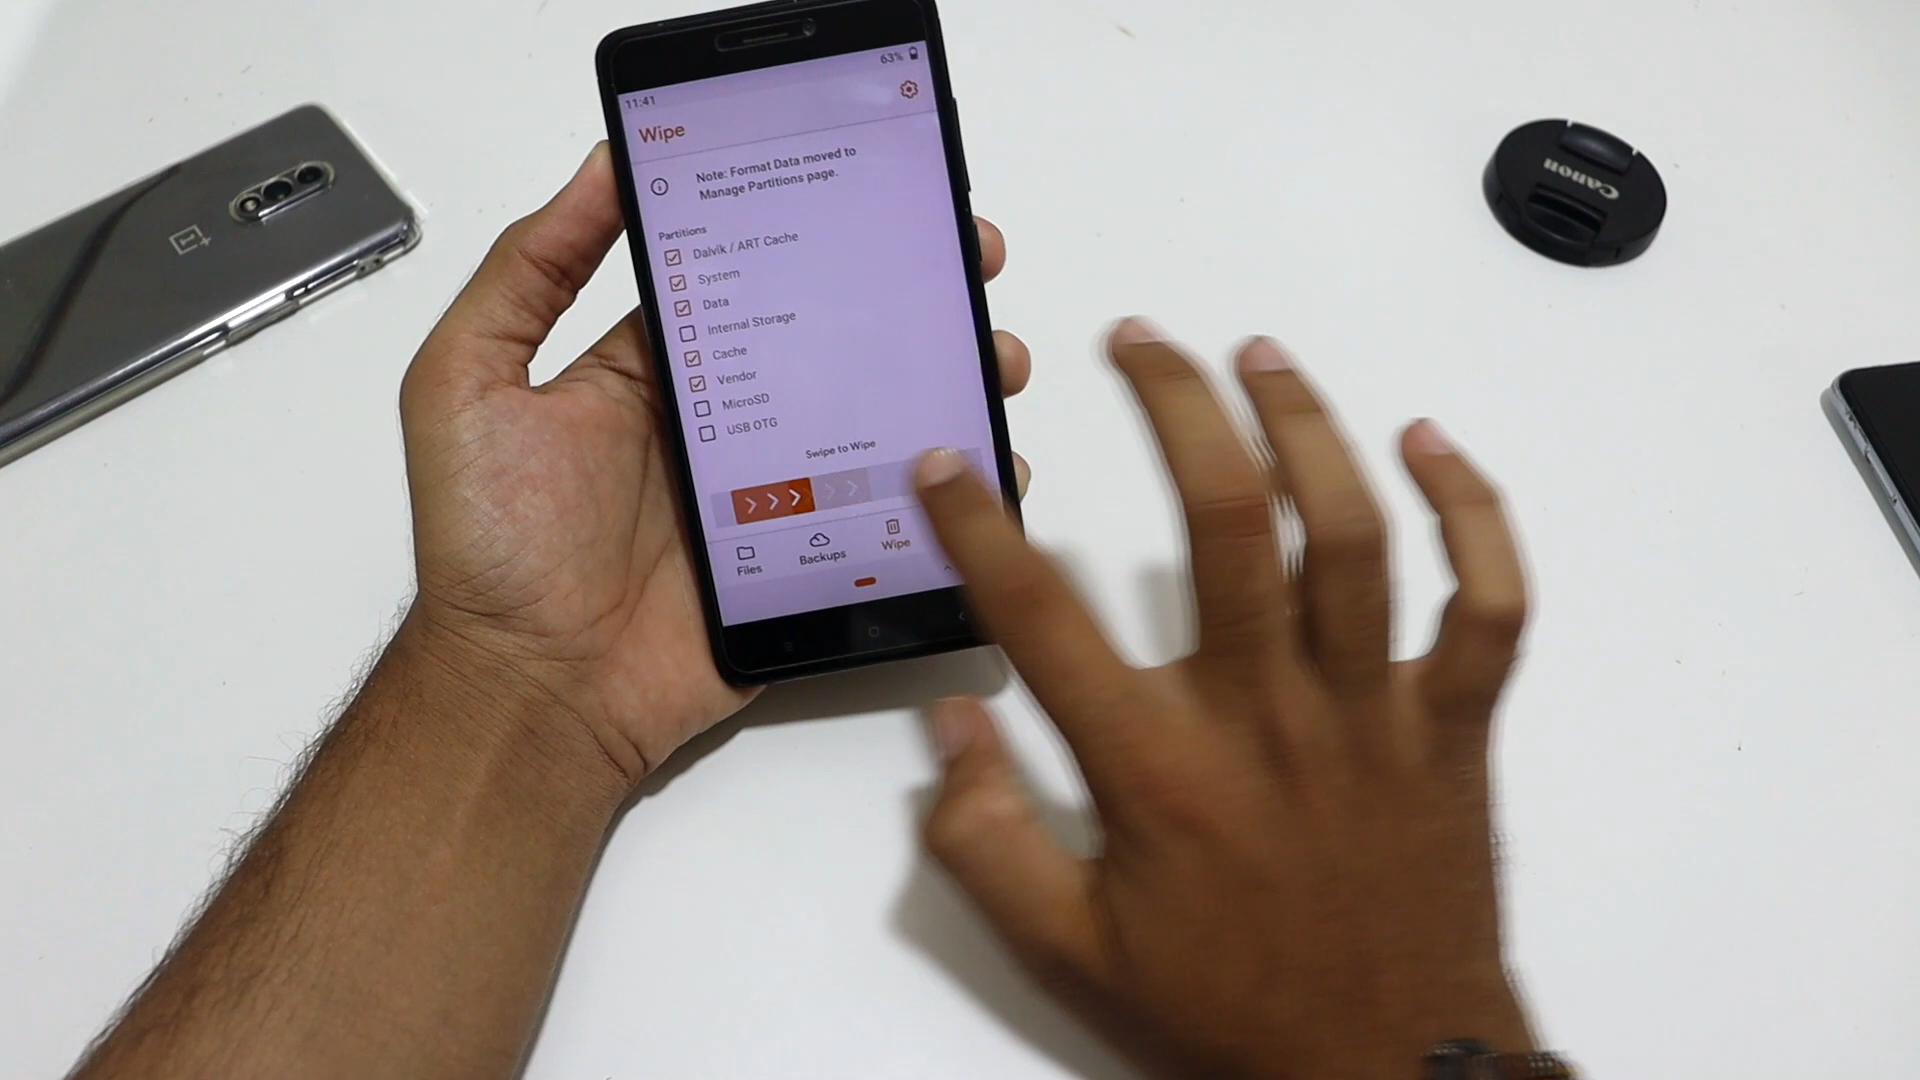 11:41
63%
Wipe
Note: Format Data moved to
Manage Partitions page.
Partitions
Dalvik / ART Cache
System
Data
Internal Storage
Cache
Vendor
MicroSD
USB OTG
Swipe to Wipe
Files
Backups
Wipe
Canon